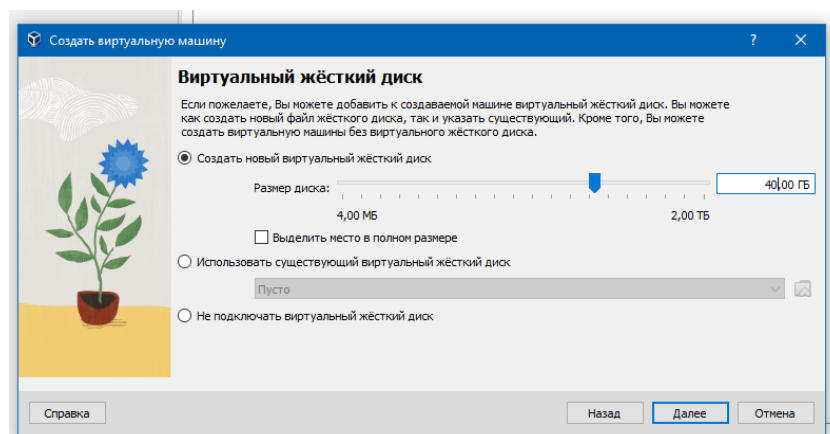 Создать виртуальную машину
Виртуальный жёсткий диск
Если пожелаете, Вы можете добавить к создаваемой машине виртуальный жёсткий диск. Вы можете
как создать новый файл жёсткого диска, так и указать существующий. Кроме того, Вы можете
создать виртуальную машины без виртуального жёсткого диска.
Создать новый виртуальный жёсткий диск
Размер диска:
40,00 ГБ
4,00 МБ
2,00 ТБ
Выделить место в полном размере
Использовать существующий виртуальный жёсткий диск
Пусто
Не подключать виртуальный жёсткий диск
Справка
Назад
Далее
Отмена